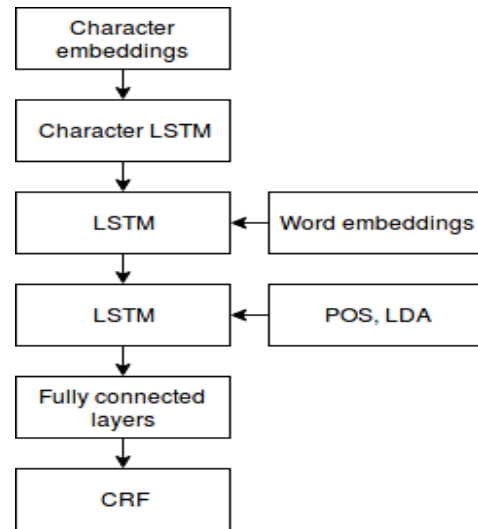 Character
embeddings
Character LSTM
LSTM
Word embeddings
LSTM
POS, LDA
Fully connected
layers
CRF